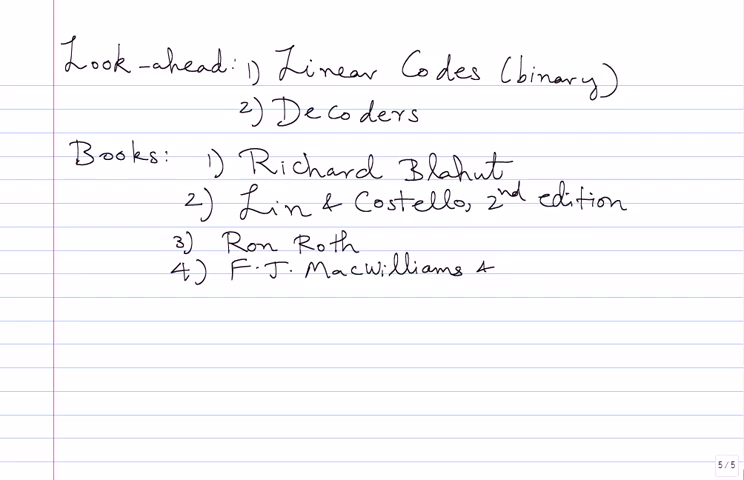 Look-ahead: 1) Linear Codes (binary)
2) Decoders
Books: 1) Richard Blahut
2) Lin & Costello, 2nd edition
3) Ron Roth
4) F.J. MacWilliams &
5/5